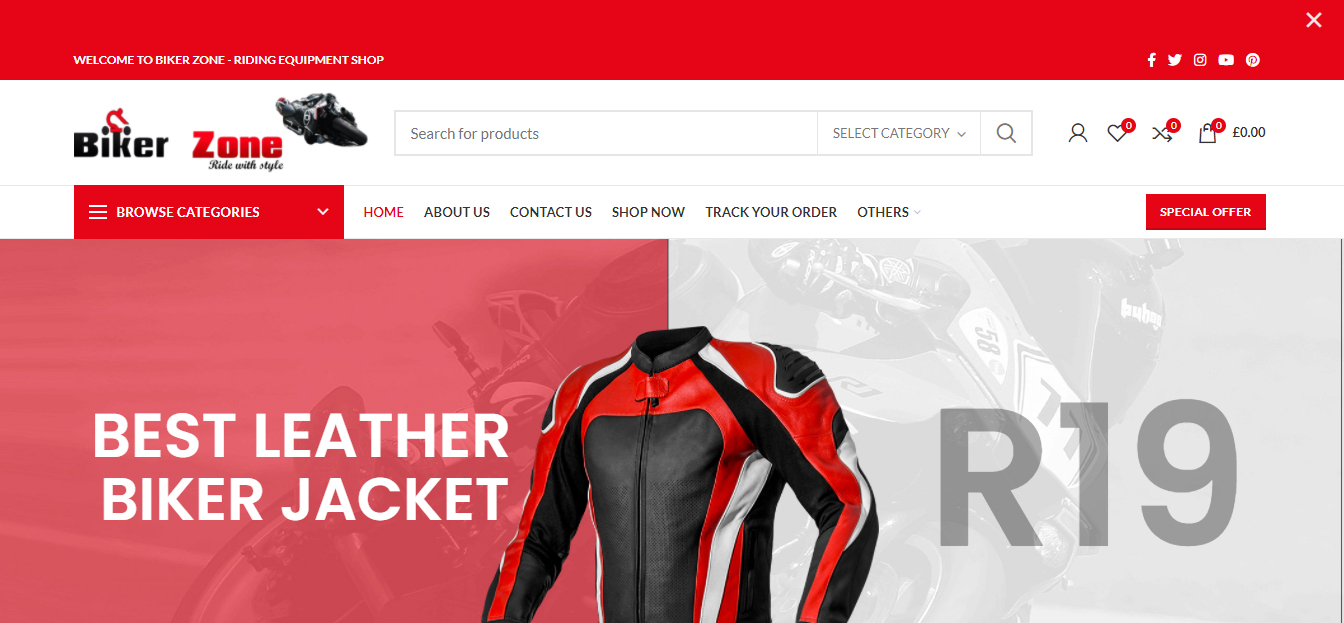 WELCOME TO BIKER ZONE - RIDING EQUIPMENT SHOP
Biker Zone
Ride with style
Search for products
SELECT CATEGORY
0
0
0
£0.00
BROWSE CATEGORIES
HOME
ABOUT US
CONTACT US
SHOP NOW
TRACK YOUR ORDER
OTHERS
SPECIAL OFFER
58
R1
BEST LEATHER
BIKER JACKET
R19